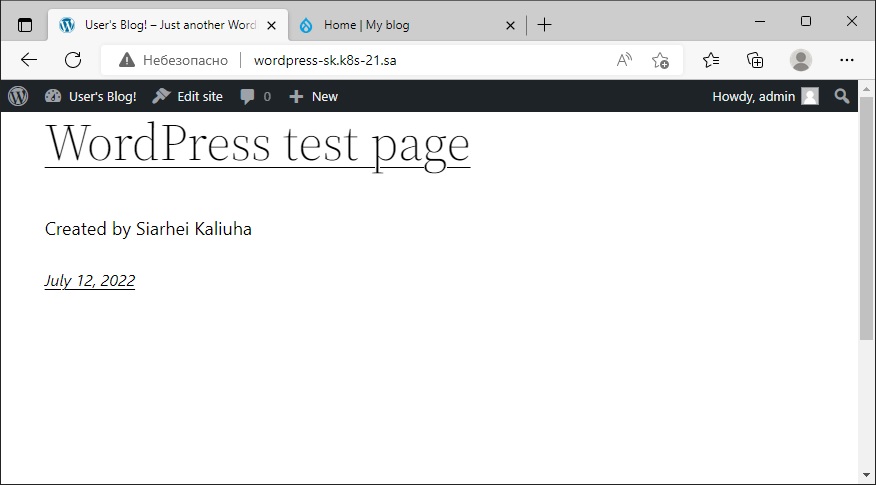 User's Blog! – Just another Word
Home | My blog
Небезопасно
wordpress-sk.k8s-21.sa
User's Blog! Edit site 0 New Howdy, admin
WordPress test page
Created by Siarhei Kaliuha
July 12, 2022